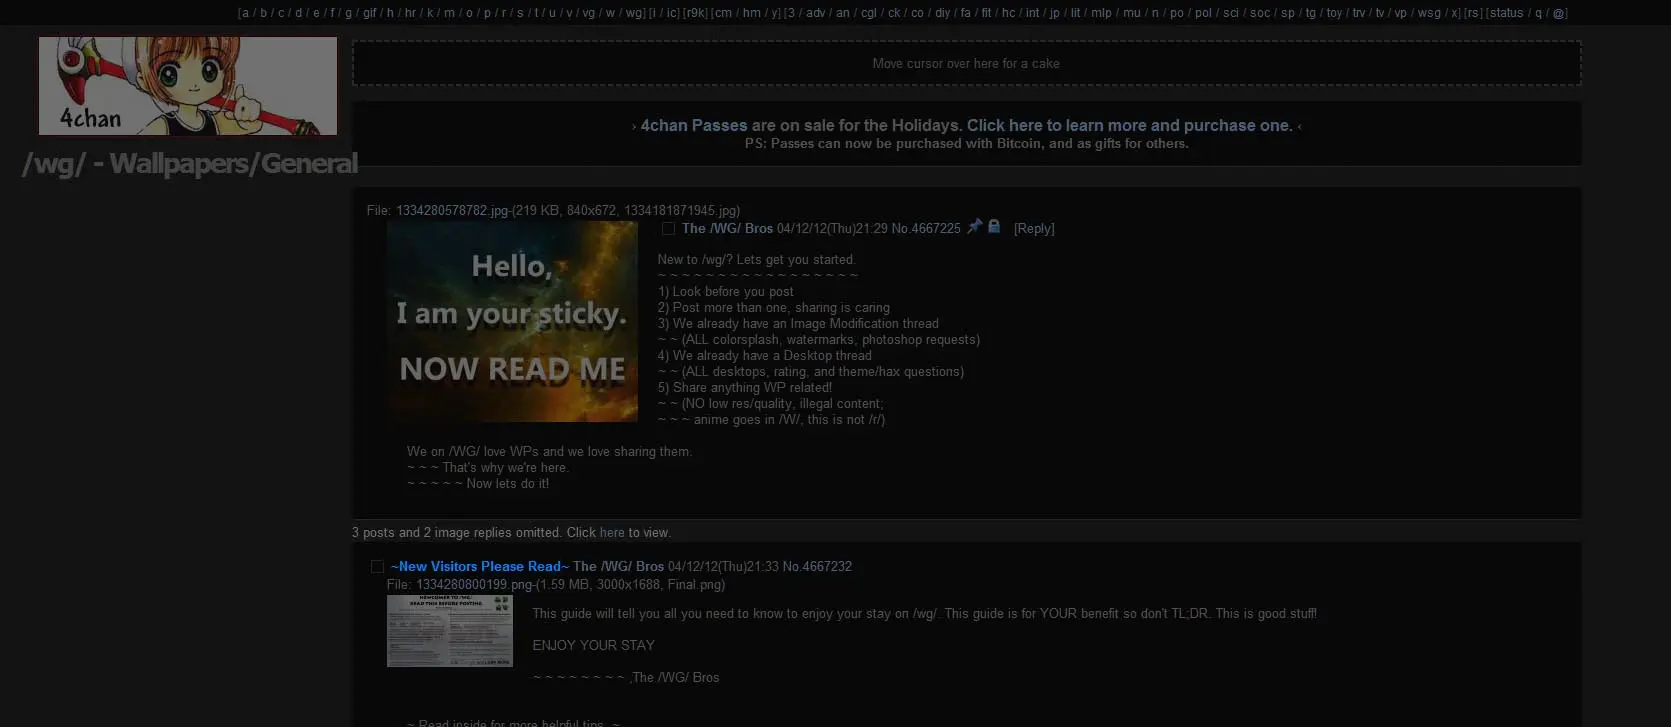 [a / b / c / d / e / f / g / gif / h / hr / k / m / o / p / r / s / t / u / v / vg / w / wg] [i / ic] [r9k] [cm / hm / y] [3 / adv / an / cgl / ck / co / diy / fa / fit / hc / int / jp / lit / mlp / mu / n / po / pol / sci / soc / sp / tg / toy / trv / tv / vp / wsg / x] [rs] [status / q / @]
4chan
/wg/ - Wallpapers/General
Move cursor over here for a cake
› 4chan Passes are on sale for the Holidays. Click here to learn more and purchase one. ‹
PS: Passes can now be purchased with Bitcoin, and as gifts for others.
File: 1334280578782.jpg-(219 KB, 840x672, 1334181871945.jpg)
Hello,
I am your sticky.
NOW READ ME
The /WG/ Bros 04/12/12(Thu)21:29 No.4667225 [Reply]
New to /wg/? Lets get you started.
~ ~ ~ ~ ~ ~ ~ ~ ~ ~ ~ ~ ~ ~ ~ ~ ~
1) Look before you post
2) Post more than one, sharing is caring
3) We already have an Image Modification thread
~ ~ (ALL colorsplash, watermarks, photoshop requests)
4) We already have a Desktop thread
~ ~ (ALL desktops, rating, and theme/hax questions)
5) Share anything WP related!
~ ~ (NO low res/quality, illegal content;
~ ~ ~ anime goes in /W/, this is not /r/)
We on /WG/ love WPs and we love sharing them.
~ ~ ~ That's why we're here.
~ ~ ~ ~ ~ Now lets do it!
3 posts and 2 image replies omitted. Click here to view.
~New Visitors Please Read~ The /WG/ Bros 04/12/12(Thu)21:33 No.4667232
File: 1334280800199.png-(1.59 MB, 3000x1688, Final.png)
NEWCOMER TO /WG/
READ THIS BEFORE POSTING
This guide will tell you all you need to know to enjoy your stay on /wg/. This guide is for YOUR benefit so don't TL;DR. This is good stuff!
ENJOY YOUR STAY
~ ~ ~ ~ ~ ~ ~ ~ ,The /WG/ Bros
~ Read inside for more helpful tips. ~